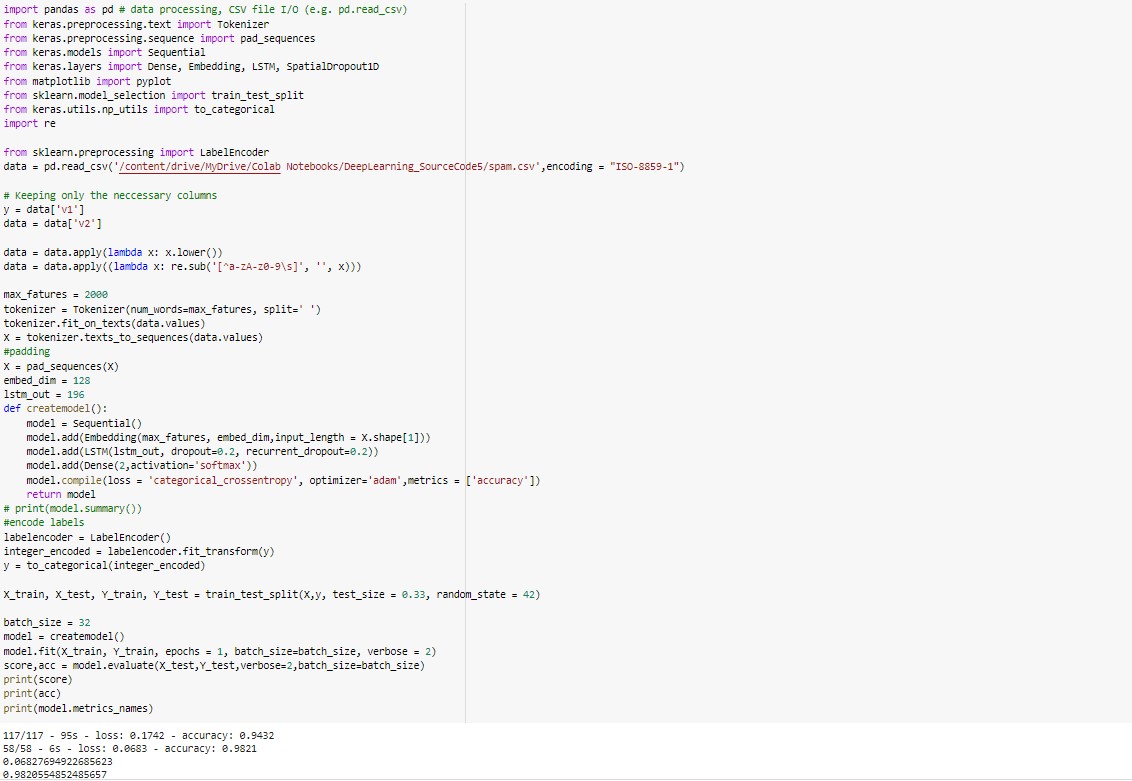 import pandas as pd # data processing, CSV file I/O (e.g. pd.read_csv)
from keras.preprocessing.text import Tokenizer
from keras.preprocessing.sequence import pad_sequences
from keras.models import Sequential
from keras.layers import Dense, Embedding, LSTM, SpatialDropout1D
from matplotlib import pyplot
from sklearn.model_selection import train_test_split
from keras.utils.np_utils import to_categorical
import re

from sklearn.preprocessing import LabelEncoder
data = pd.read_csv('/content/drive/MyDrive/Colab Notebooks/DeepLearning_SourceCode5/spam.csv',encoding = "ISO-8859-1")

# Keeping only the neccessary columns
y = data['v1']
data = data['v2']

data = data.apply(lambda x: x.lower())
data = data.apply((lambda x: re.sub('[^a-zA-z0-9\s]', '', x)))

max_fatures = 2000
tokenizer = Tokenizer(num_words=max_fatures, split=' ')
tokenizer.fit_on_texts(data.values)
X = tokenizer.texts_to_sequences(data.values)
#padding
X = pad_sequences(X)
embed_dim = 128
lstm_out = 196
def createmodel():
    model = Sequential()
    model.add(Embedding(max_fatures, embed_dim,input_length = X.shape[1]))
    model.add(LSTM(lstm_out, dropout=0.2, recurrent_dropout=0.2))
    model.add(Dense(2,activation='softmax'))
    model.compile(loss = 'categorical_crossentropy', optimizer='adam',metrics = ['accuracy'])
    return model
# print(model.summary())
#encode labels
labelencoder = LabelEncoder()
integer_encoded = labelencoder.fit_transform(y)
y = to_categorical(integer_encoded)

X_train, X_test, Y_train, Y_test = train_test_split(X,y, test_size = 0.33, random_state = 42)

batch_size = 32
model = createmodel()
model.fit(X_train, Y_train, epochs = 1, batch_size=batch_size, verbose = 2)
score,acc = model.evaluate(X_test,Y_test,verbose=2,batch_size=batch_size)
print(score)
print(acc)
print(model.metrics_names)

117/117 - 95s - loss: 0.1742 - accuracy: 0.9432
58/58 - 6s - loss: 0.0683 - accuracy: 0.9821
0.06827694922685623
0.9820554852485657